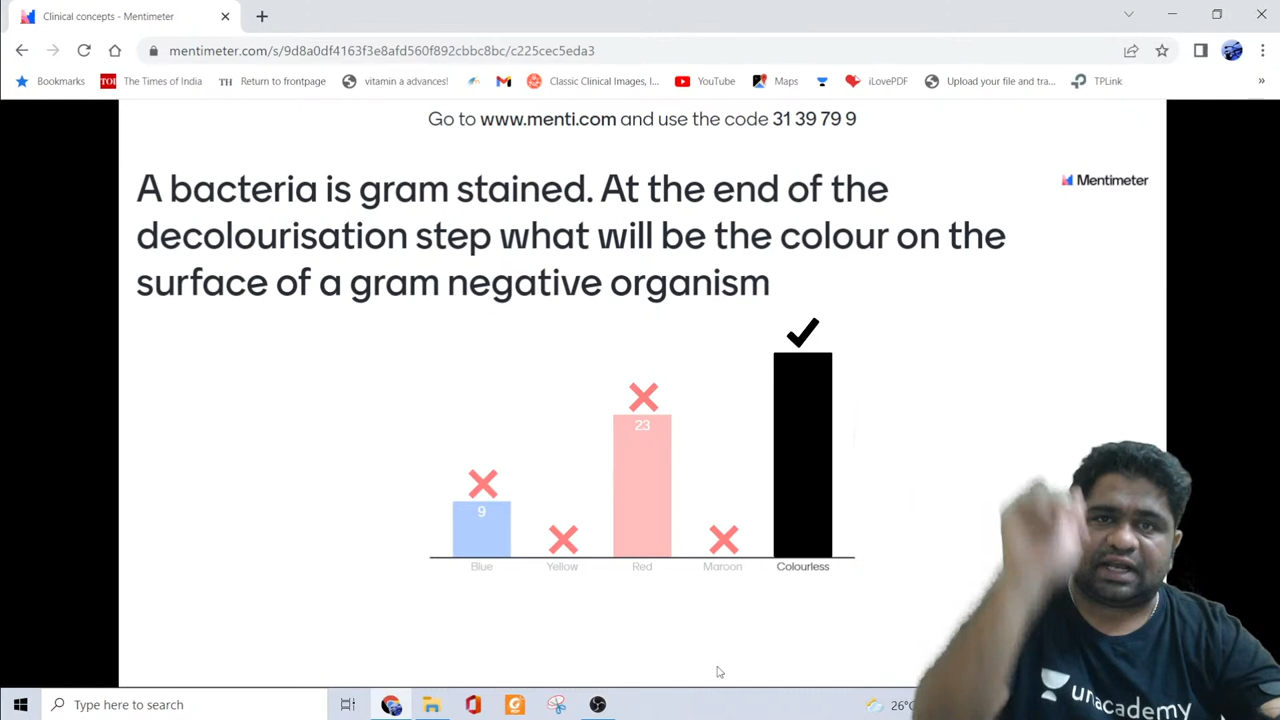 Clinical concepts - Mentimeter
mentimeter.com/s/9d8a0df4163f3e8afd560f892cbbc8bc/c225cec5eda3
Bookmarks TOI The Times of India TH Return to frontpage vitamin a advances! Classic Clinical Images, I... YouTube Maps iLovePDF Upload your file and tra... TPLink »
Go to www.menti.com and use the code 31 39 79 9
Mentimeter
A bacteria is gram stained. At the end of the
decolourisation step what will be the colour on the
surface of a gram negative organism
23
9
Blue Yellow Red Maroon Colourless
unacademy
Type here to search
26°